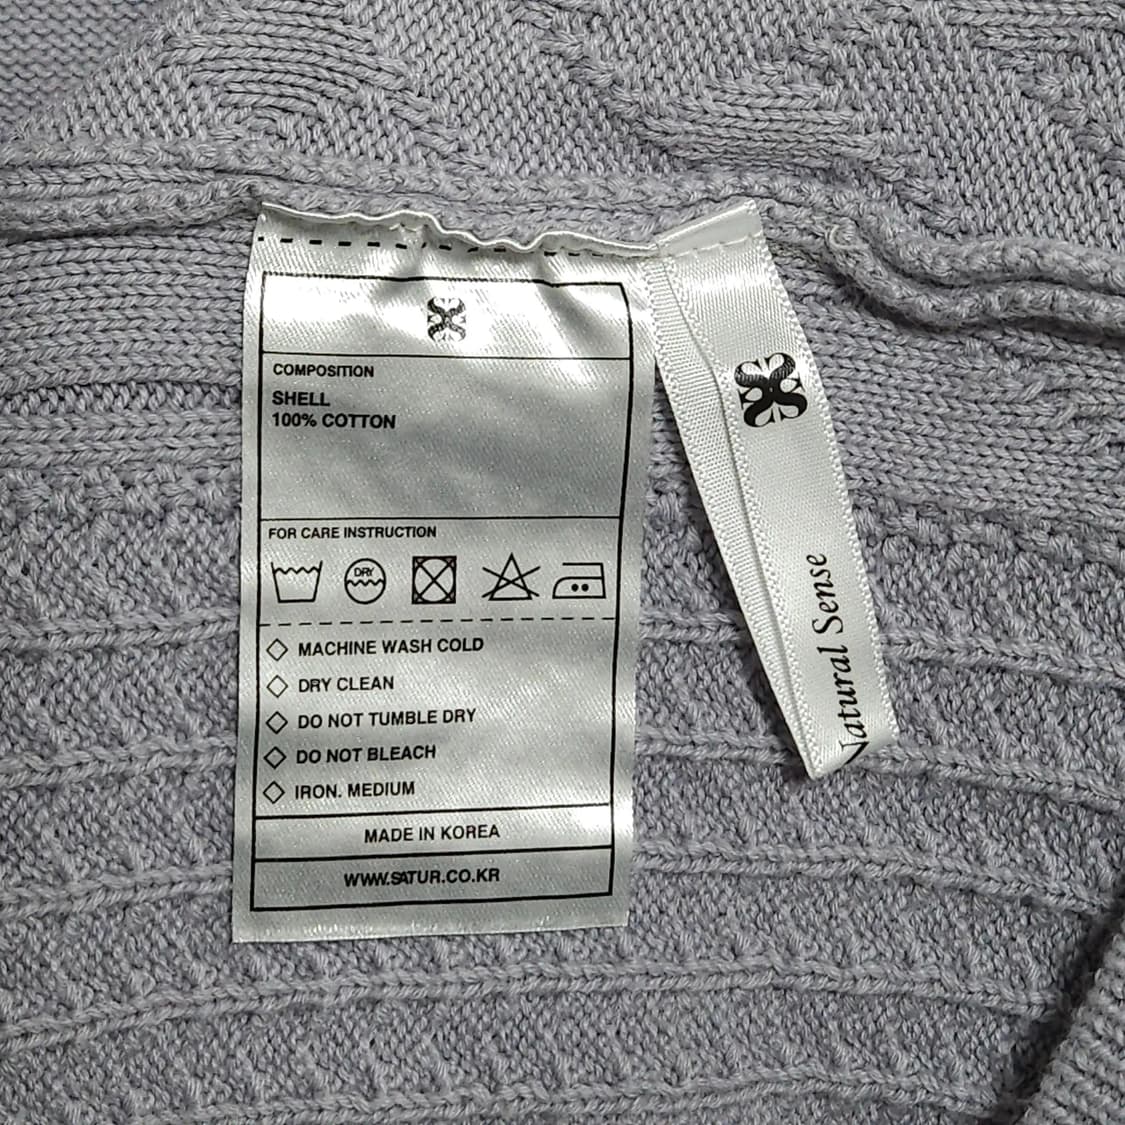 COMPOSITION
SHELL
100% COTTON
FOR CARE INSTRUCTION
DRY
MACHINE WASH COLD
DRY CLEAN
DO NOT TUMBLE DRY
DO NOT BLEACH
IRON. MEDIUM
MADE IN KOREA
WWW.SATUR.CO.KR
Natural Sense